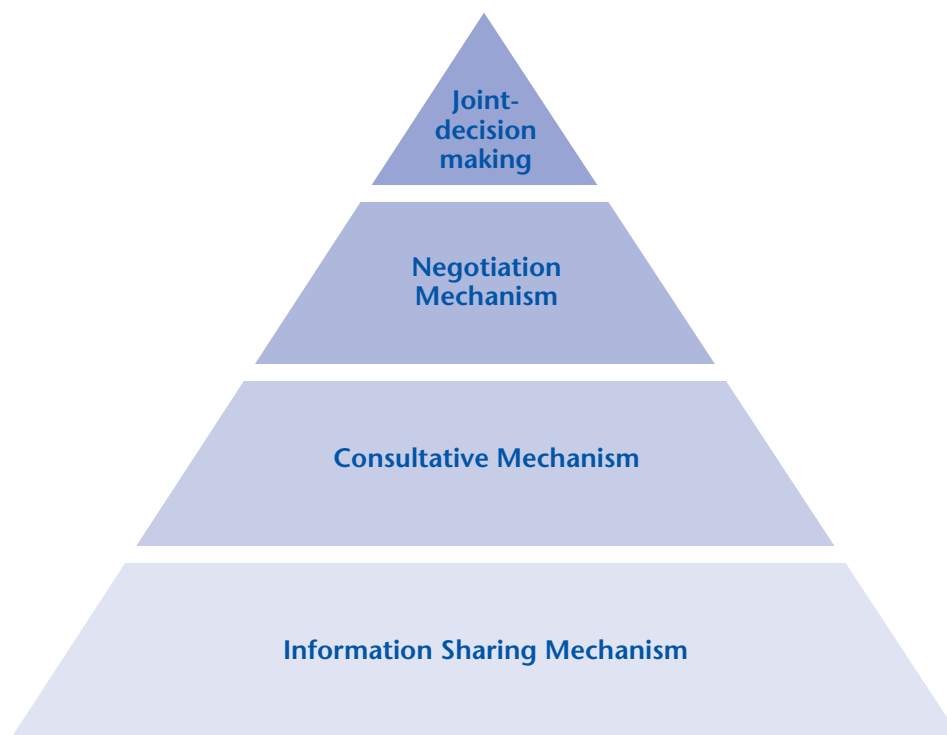 Joint-
decision
making
Negotiation
Mechanism
Consultative Mechanism
Information Sharing Mechanism